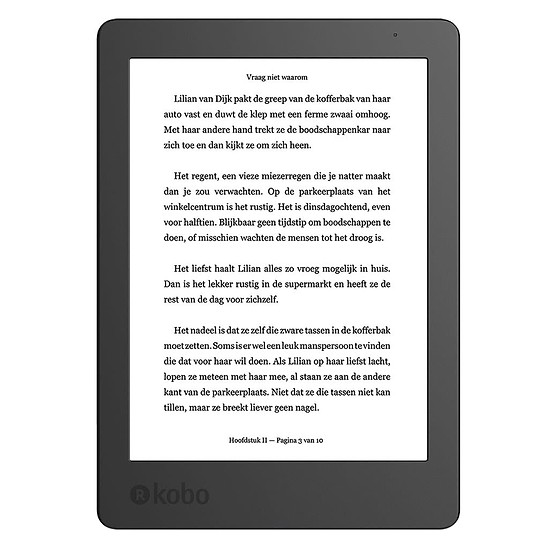 Vraag niet waarom
Lilian van Dijk pakt de greep van de kofferbak van haar
auto vast en duwt de klep met een ferme zwaai omhoog.
Met haar andere hand trekt ze de boodschappenkar naar
zich toe en dan kijkt ze om zich heen.
Het regent, een vieze miezerregen die je natter maakt
dan je zou verwachten. Op de parkeerplaats van het
winkelcentrum is het rustig. Het is dinsdagochtend, even
voor halftien. Blijkbaar geen tijdstip om boodschappen te
doen, of misschien wachten de mensen tot het droog is.
Het liefst haalt Lilian alles zo vroeg mogelijk in huis.
Dan is het lekker rustig in de supermarkt en heeft ze de
rest van de dag voor zichzelf.
Het nadeel is dat ze zelf die zware tassen in de kofferbak
moet zetten. Soms is er wel een leuk manspersoon te vinden
die dat voor haar wil doen. Als Lilian op haar liefst lacht,
lopen ze meteen met haar mee, al staan ze aan de andere
kant van de parkeerplaats. Niet dat ze die tassen niet kan
tillen, maar ze breekt liever geen nagel.
Hoofdstuk II — Pagina 3 van 10
R kobo